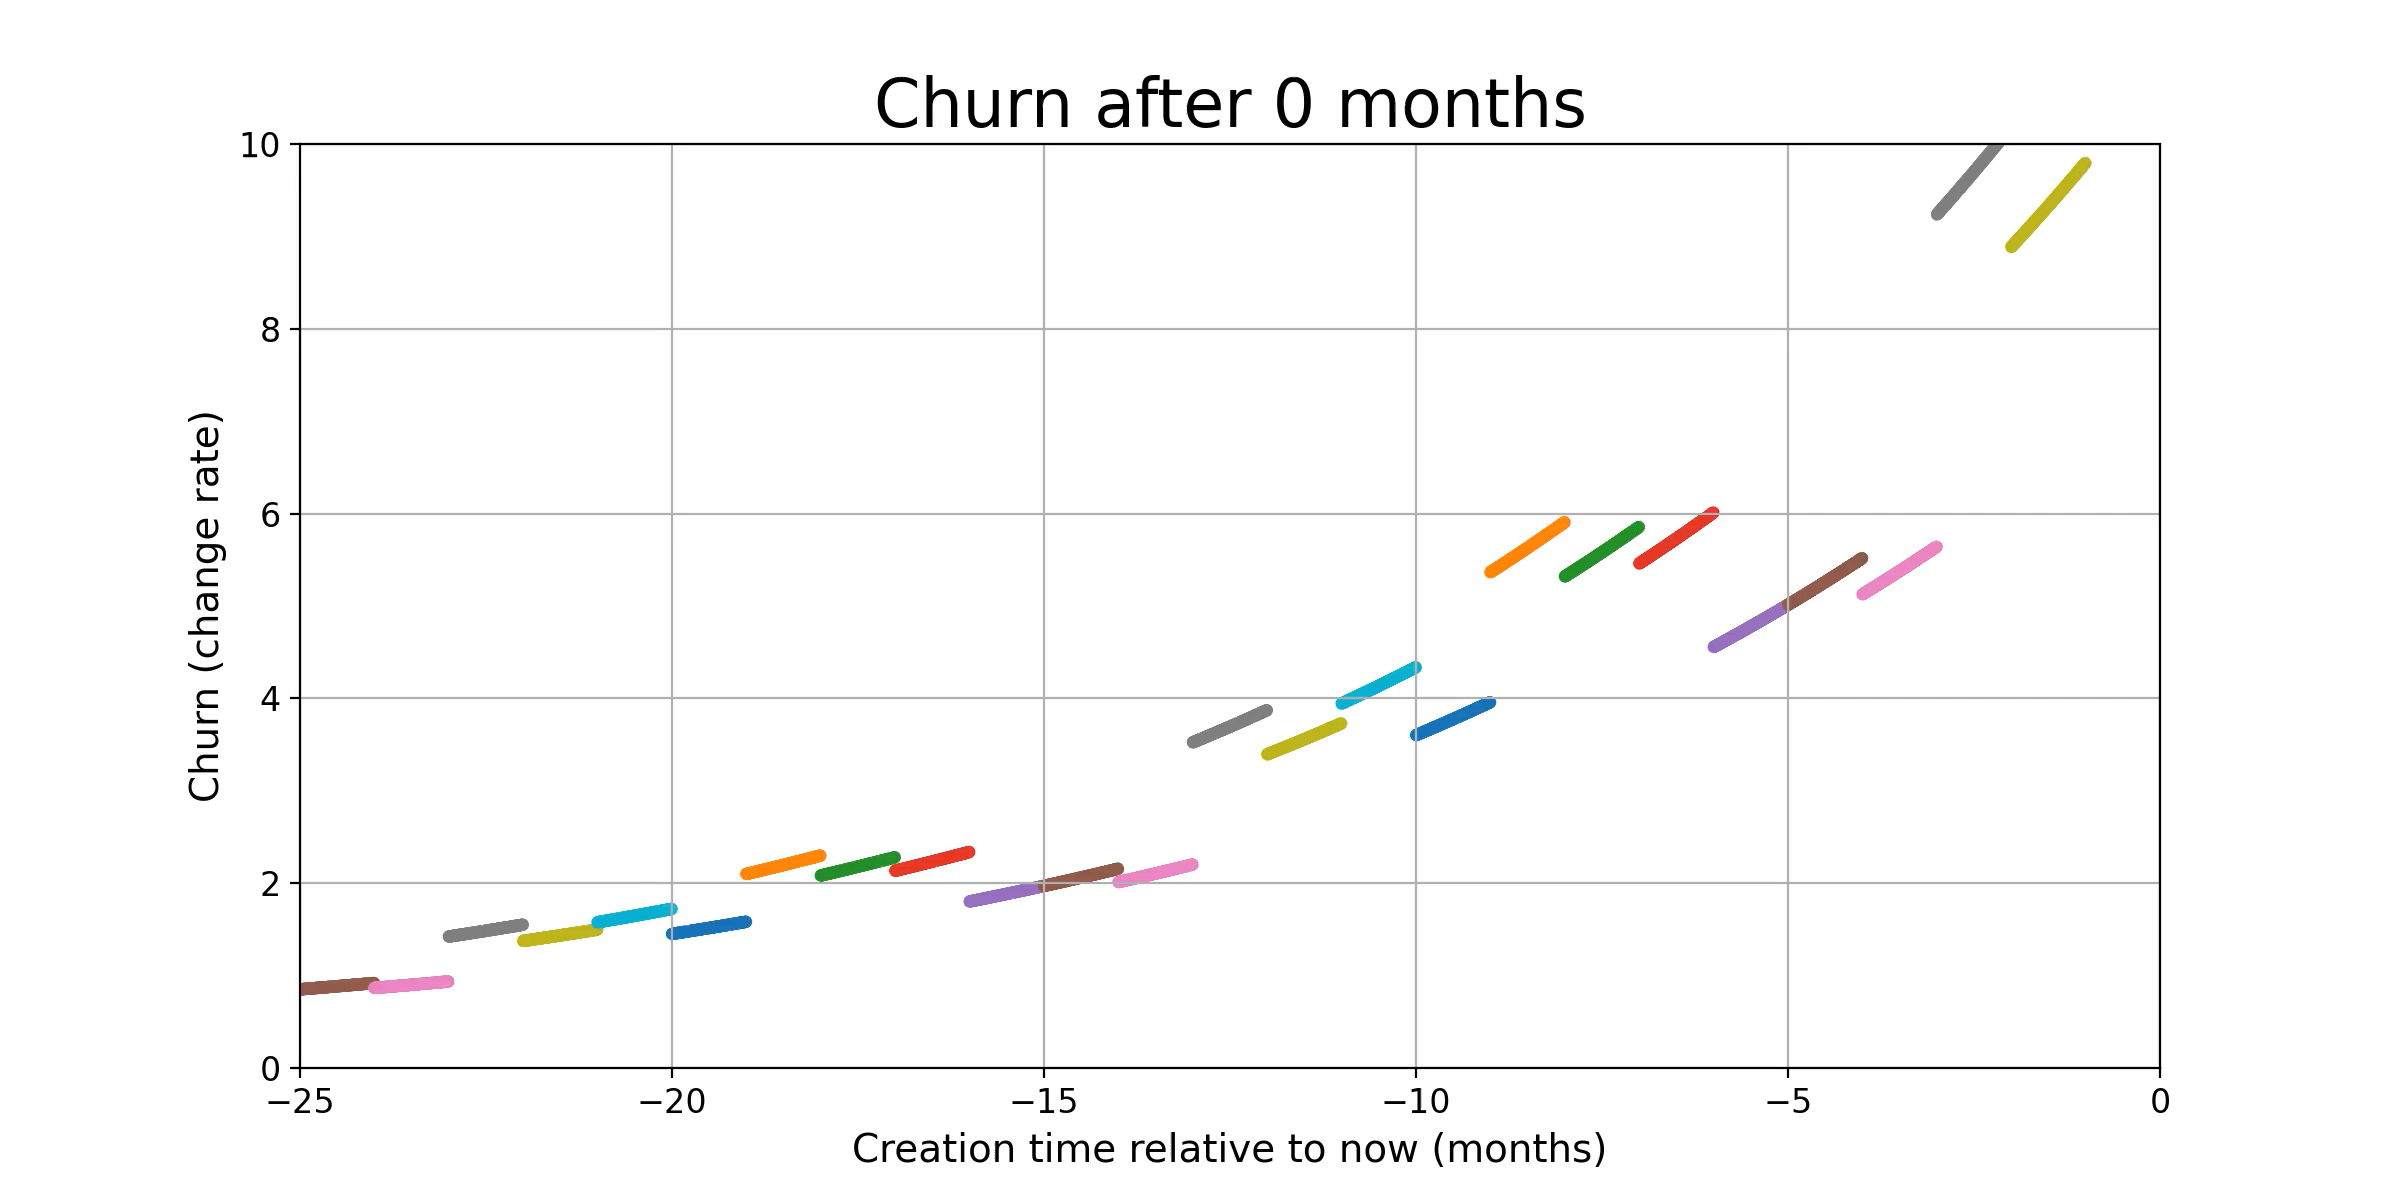 Churn after 0 months
10
8
6
4
2
0
Churn (change rate)
−25 −20 −15 −10 −5 0
Creation time relative to now (months)